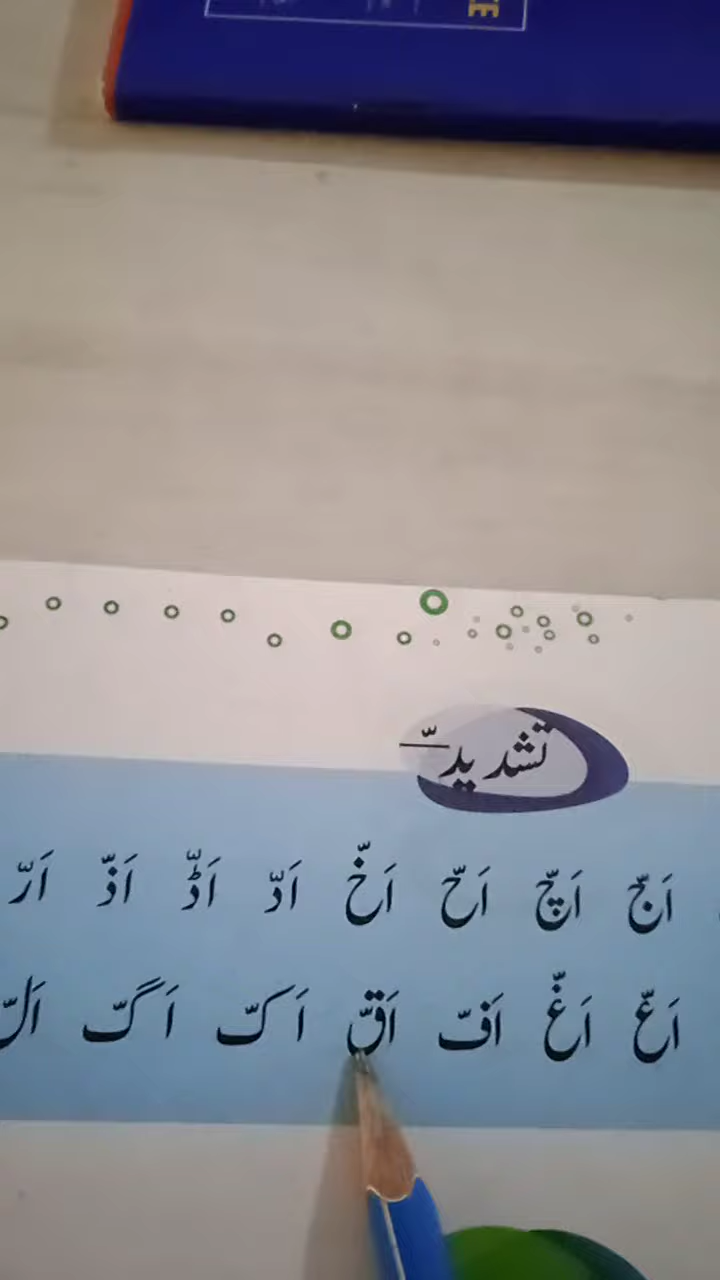 تشدید ّ
اَجّ اَچّ اَحّ اَخّ اَدّ اَڈّ اَذّ اَرّ
اَعّ اَغّ اَفّ اَقّ اَکّ اَگّ اَلّ